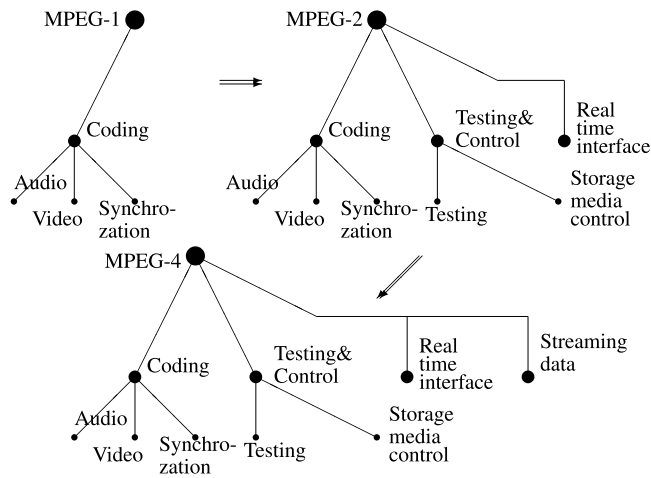 MPEG-1
Coding
Audio
Video
Synchro-
zation
MPEG-2
Coding
Audio
Video
Synchro-
zation
Testing&
Control
Testing
Storage
media
control
Real
time
interface
MPEG-4
Coding
Audio
Video
Synchro-
zation
Testing&
Control
Testing
Storage
media
control
Real
time
interface
Streaming
data